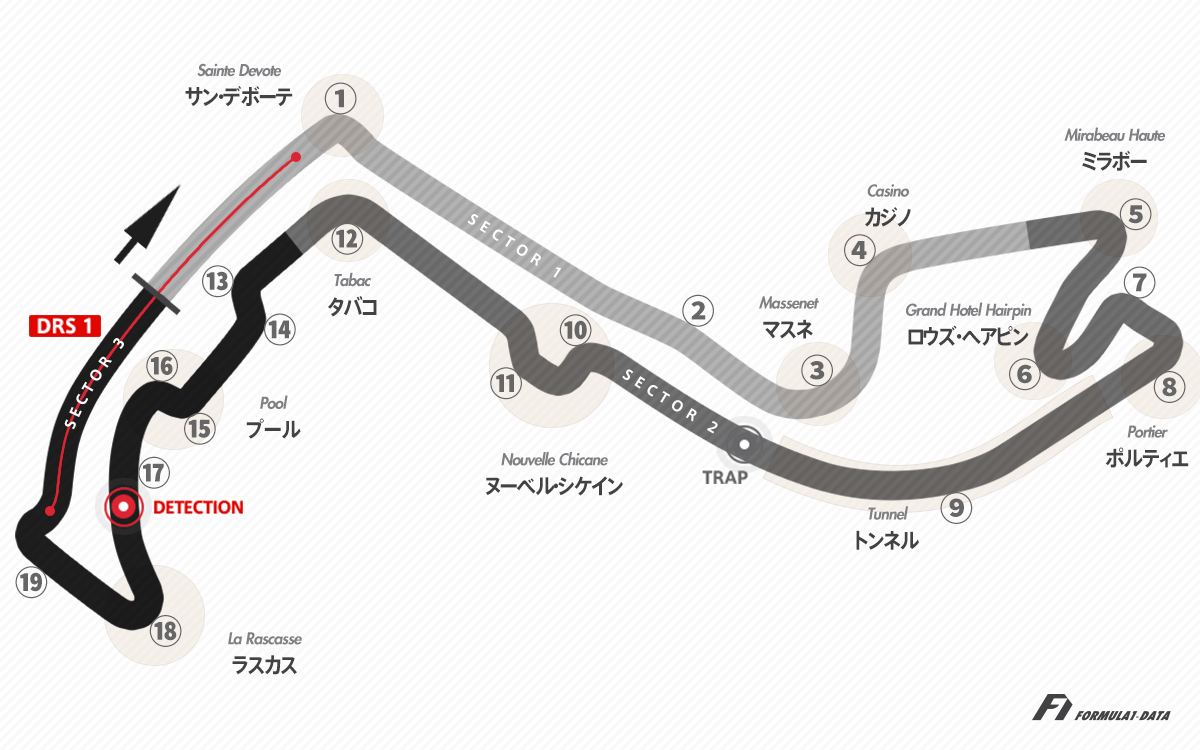 Sainte Devote
サン・デボーテ
1
Mirabeau Haute
ミラボー
5
Casino
カジノ
4
SECTOR 1
12
Tabac
タバコ
13
14
DRS 1
SECTOR 3
2
Massenet
マスネ
3
Grand Hotel Hairpin
ロウズ・ヘアピン
6
7
8
Portier
ポルティエ
10
11
SECTOR 2
Nouvelle Chicane
ヌーベル・シケイン
TRAP
16
15
Pool
プール
17
DETECTION
Tunnel
トンネル
9
19
18
La Rascasse
ラスカス
F1 FORMULA1-DATA